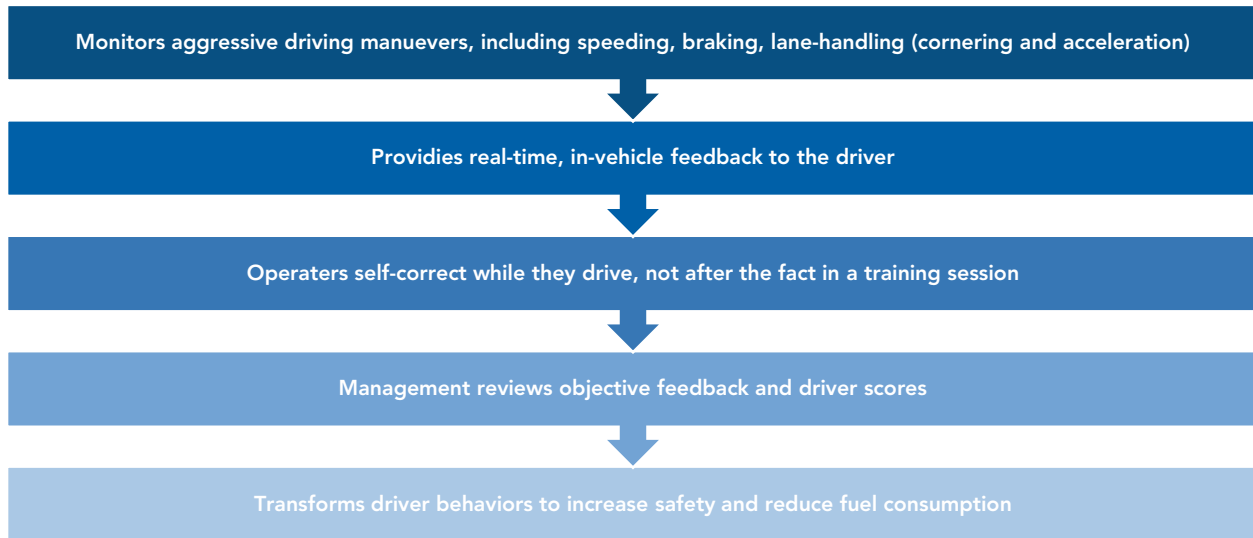 Monitors aggressive driving manuevers, including speeding, braking, lane-handling (cornering and acceleration)
Providies real-time, in-vehicle feedback to the driver
Operaters self-correct while they drive, not after the fact in a training session
Management reviews objective feedback and driver scores
Transforms driver behaviors to increase safety and reduce fuel consumption